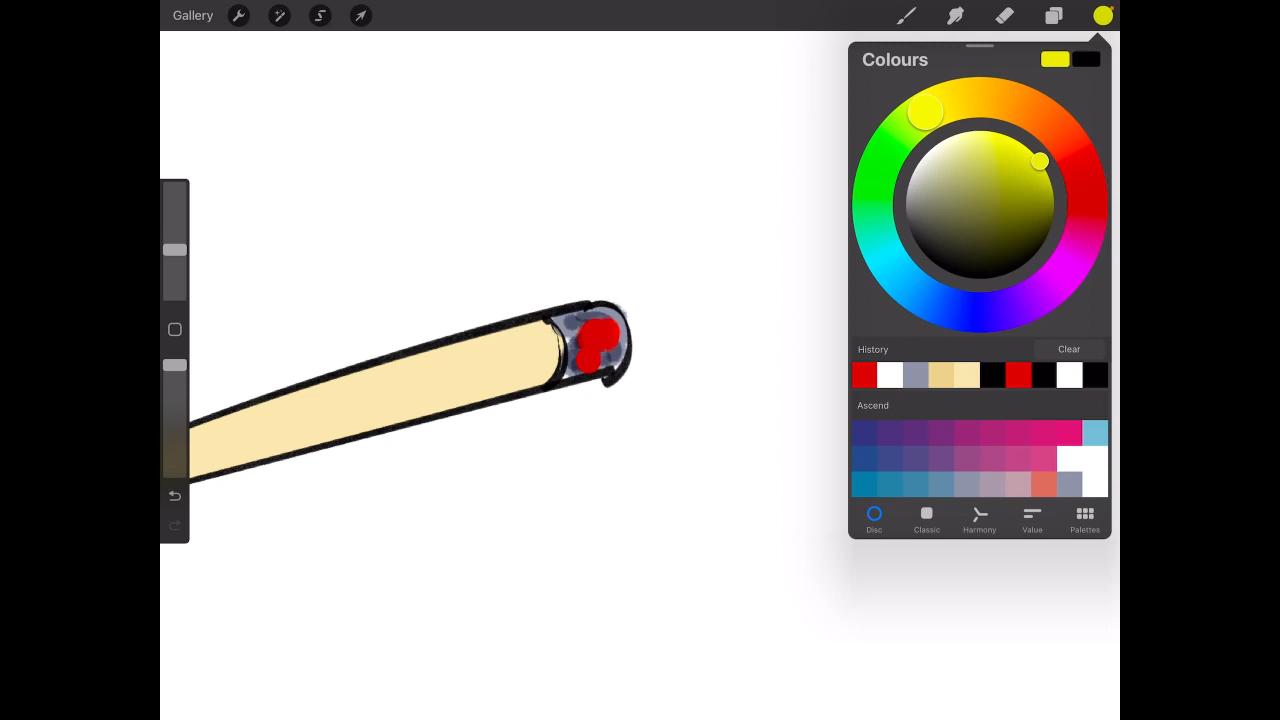 Gallery
Colours
History
Clear
Ascend
Disc
Classic
Harmony
Value
Palettes